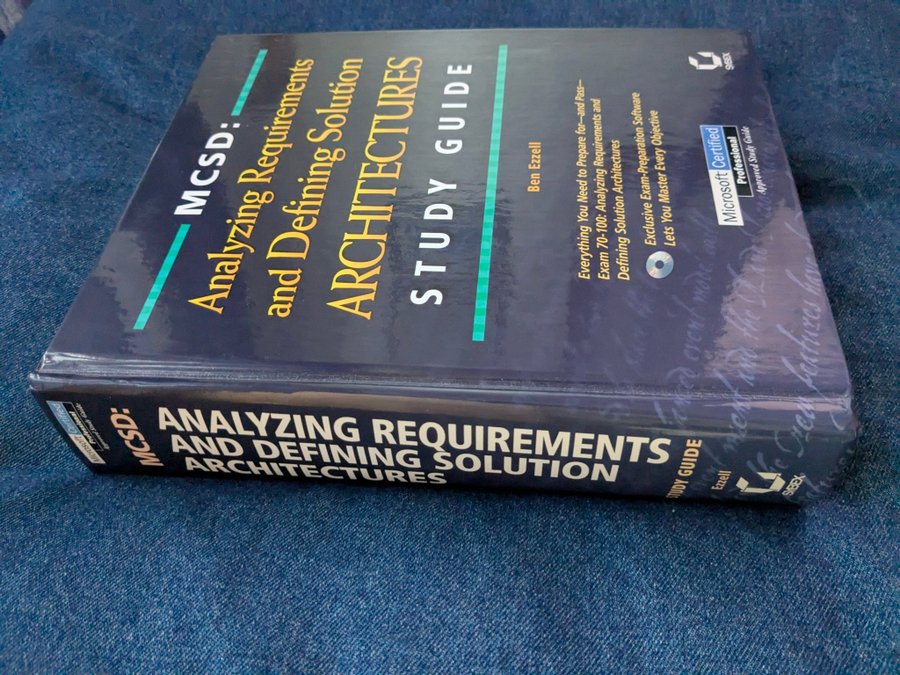 MCSD:
Analyzing Requirements
and Defining Solution
ARCHITECTURES
STUDY GUIDE
Ben Ezzell
Everything You Need to Prepare for—and Pass—
Exam 70-100: Analyzing Requirements and
Defining Solution Architectures
Exclusive Exam-Preparation Software
Lets You Master Every Objective
Microsoft Certified
Professional
Approved Study Guide
SYBEX
MCSD:
ANALYZING REQUIREMENTS
AND DEFINING SOLUTION
ARCHITECTURES
STUDY GUIDE
Ezzell
SYBEX